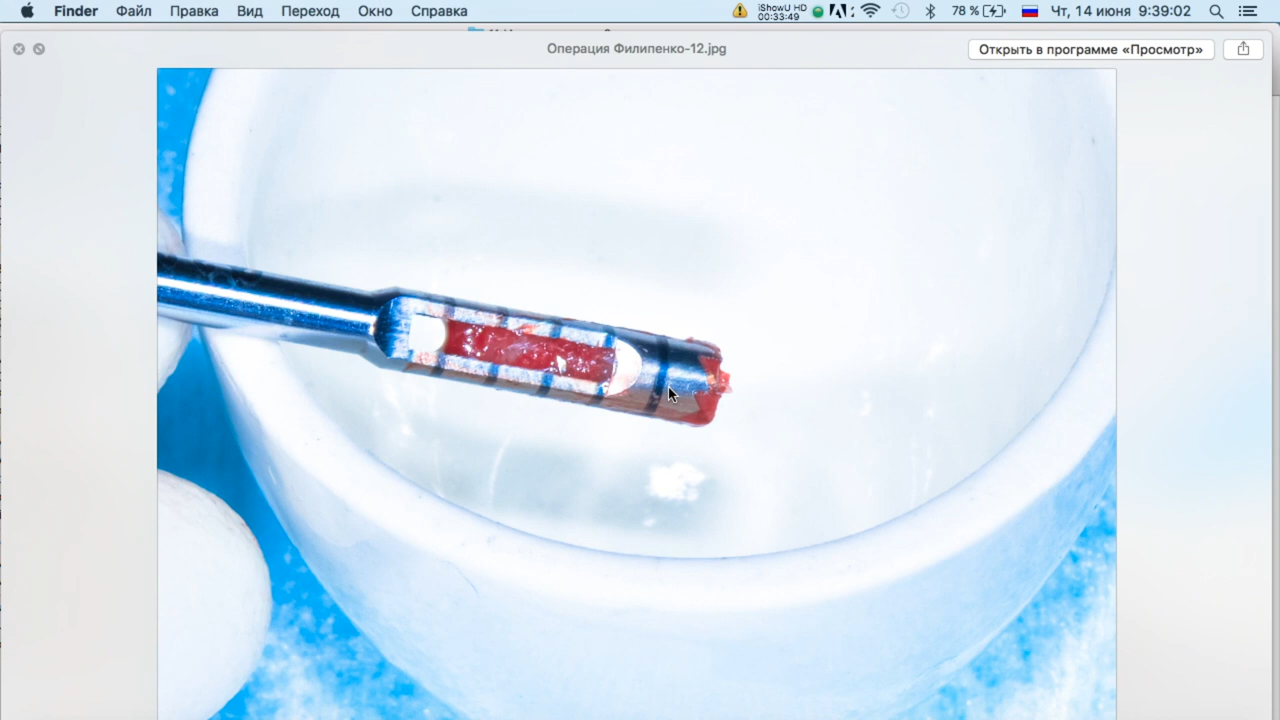 Finder Файл Правка Вид Переход Окно Справка iShowU HD 00:33:49 78 % Чт, 14 июня 9:39:02
Операция Филипенко-12.jpg Открыть в программе «Просмотр»